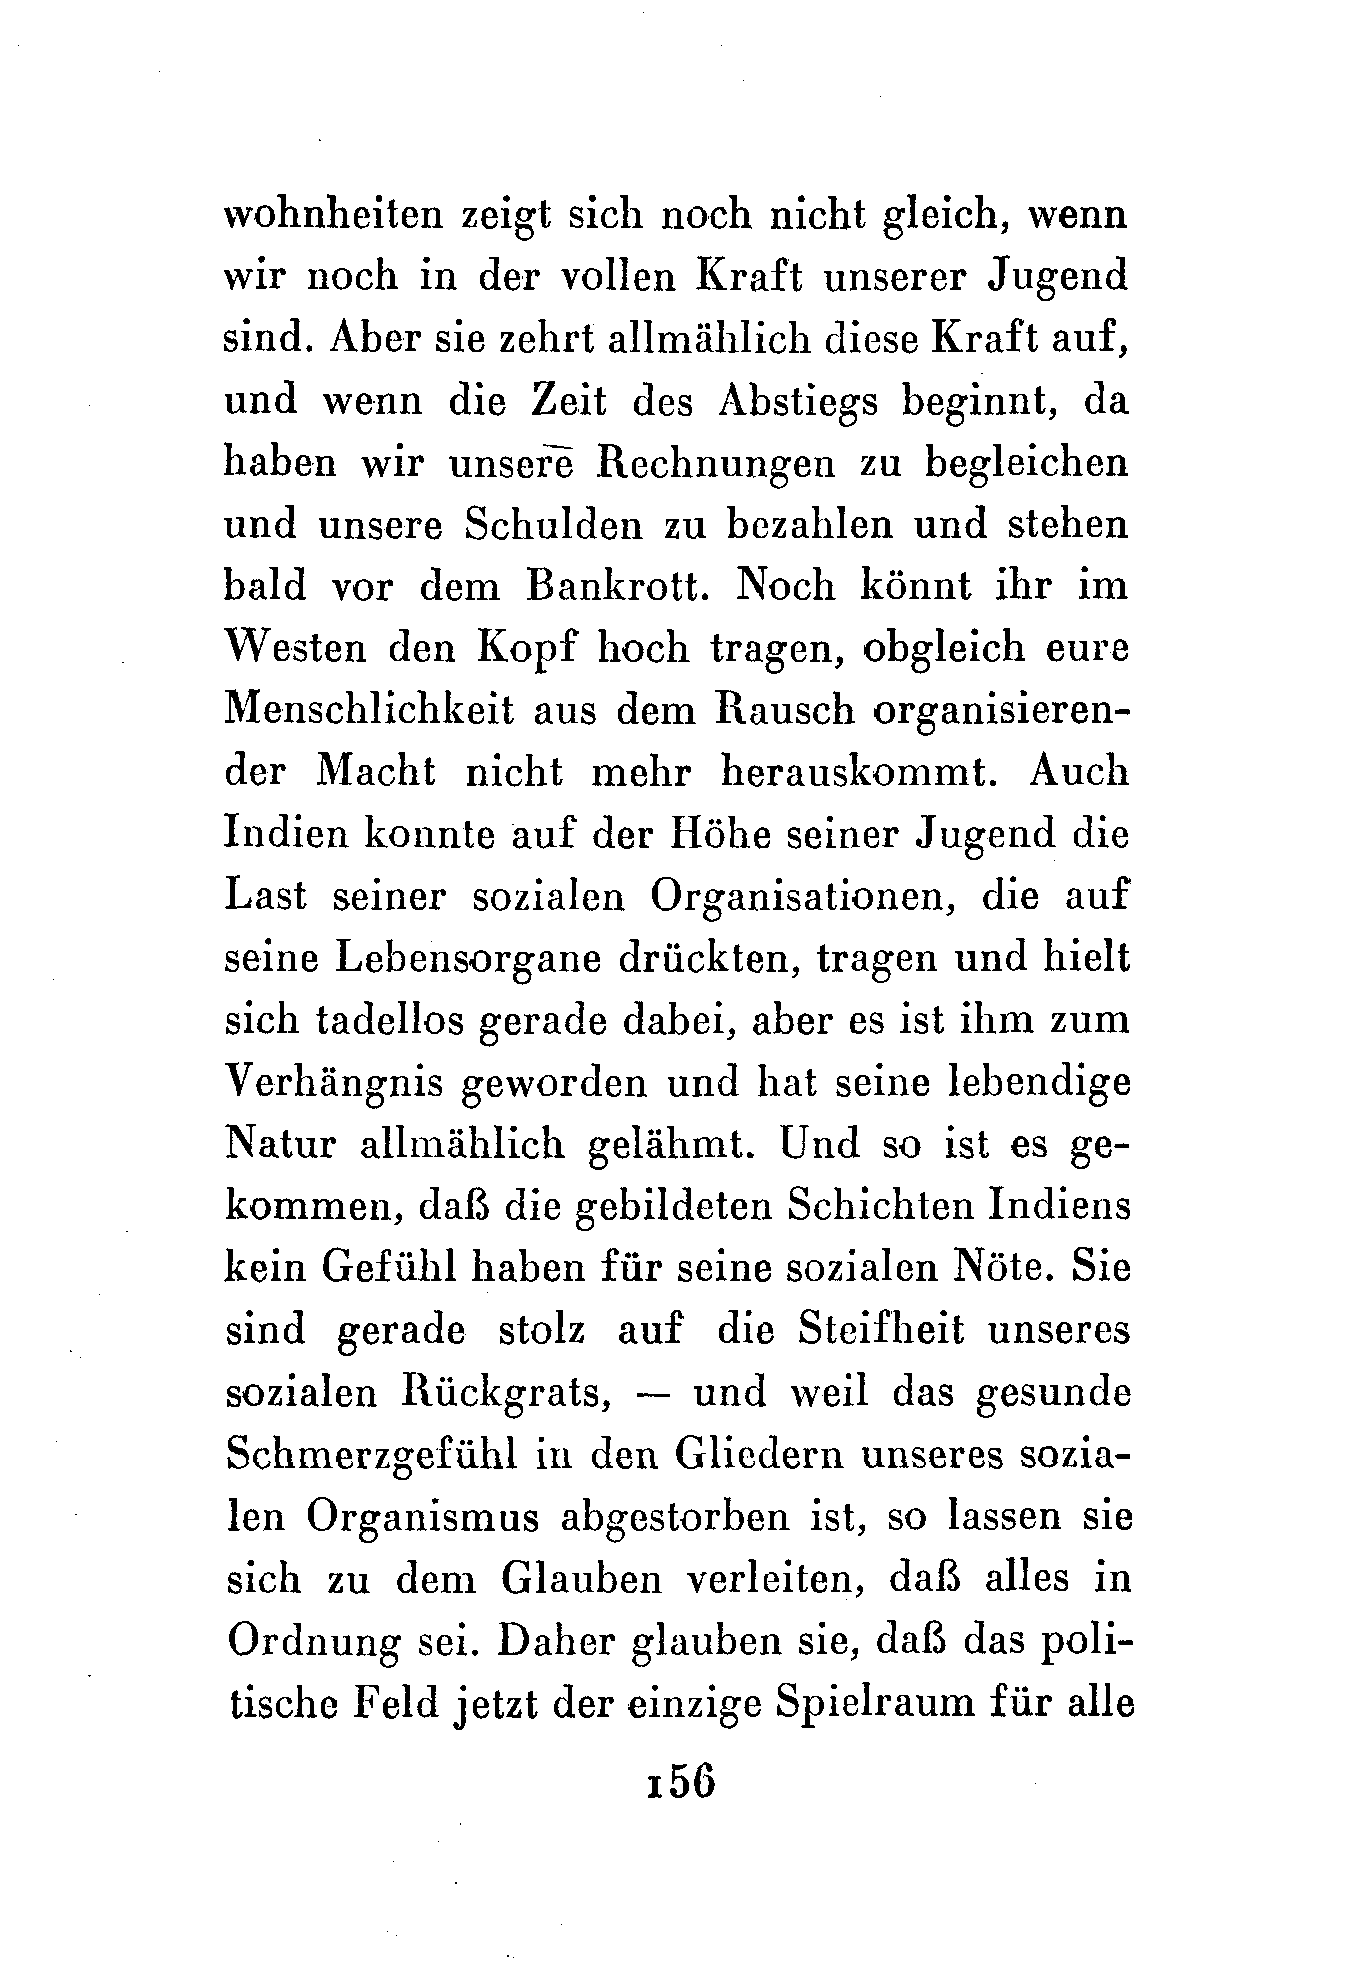 wohnheiten zeigt sich noch nicht gleich, wenn
wir noch in der vollen Kraft unserer Jugend
sind. Aber sie zehrt allmählich diese Kraft auf,
und wenn die Zeit des Abstiegs beginnt, da
haben wir unsere Rechnungen zu begleichen
und unsere Schulden zu bezahlen und stehen
bald vor dem Bankrott. Noch könnt ihr im
Westen den Kopf hoch tragen, obgleich eure
Menschlichkeit aus dem Rausch organisieren-
der Macht nicht mehr herauskommt. Auch
Indien konnte auf der Höhe seiner Jugend die
Last seiner sozialen Organisationen, die auf
seine Lebensorgane drückten, tragen und hielt
sich tadellos gerade dabei, aber es ist ihm zum
Verhängnis geworden und hat seine lebendige
Natur allmählich gelähmt. Und so ist es ge-
kommen, daß die gebildeten Schichten Indiens
kein Gefühl haben für seine sozialen Nöte. Sie
sind gerade stolz auf die Steifheit unseres
sozialen Rückgrats, — und weil das gesunde
Schmerzgefühl in den Gliedern unseres sozia-
len Organismus abgestorben ist, so lassen sie
sich zu dem Glauben verleiten, daß alles in
Ordnung sei. Daher glauben sie, daß das poli-
tische Feld jetzt der einzige Spielraum für alle
156